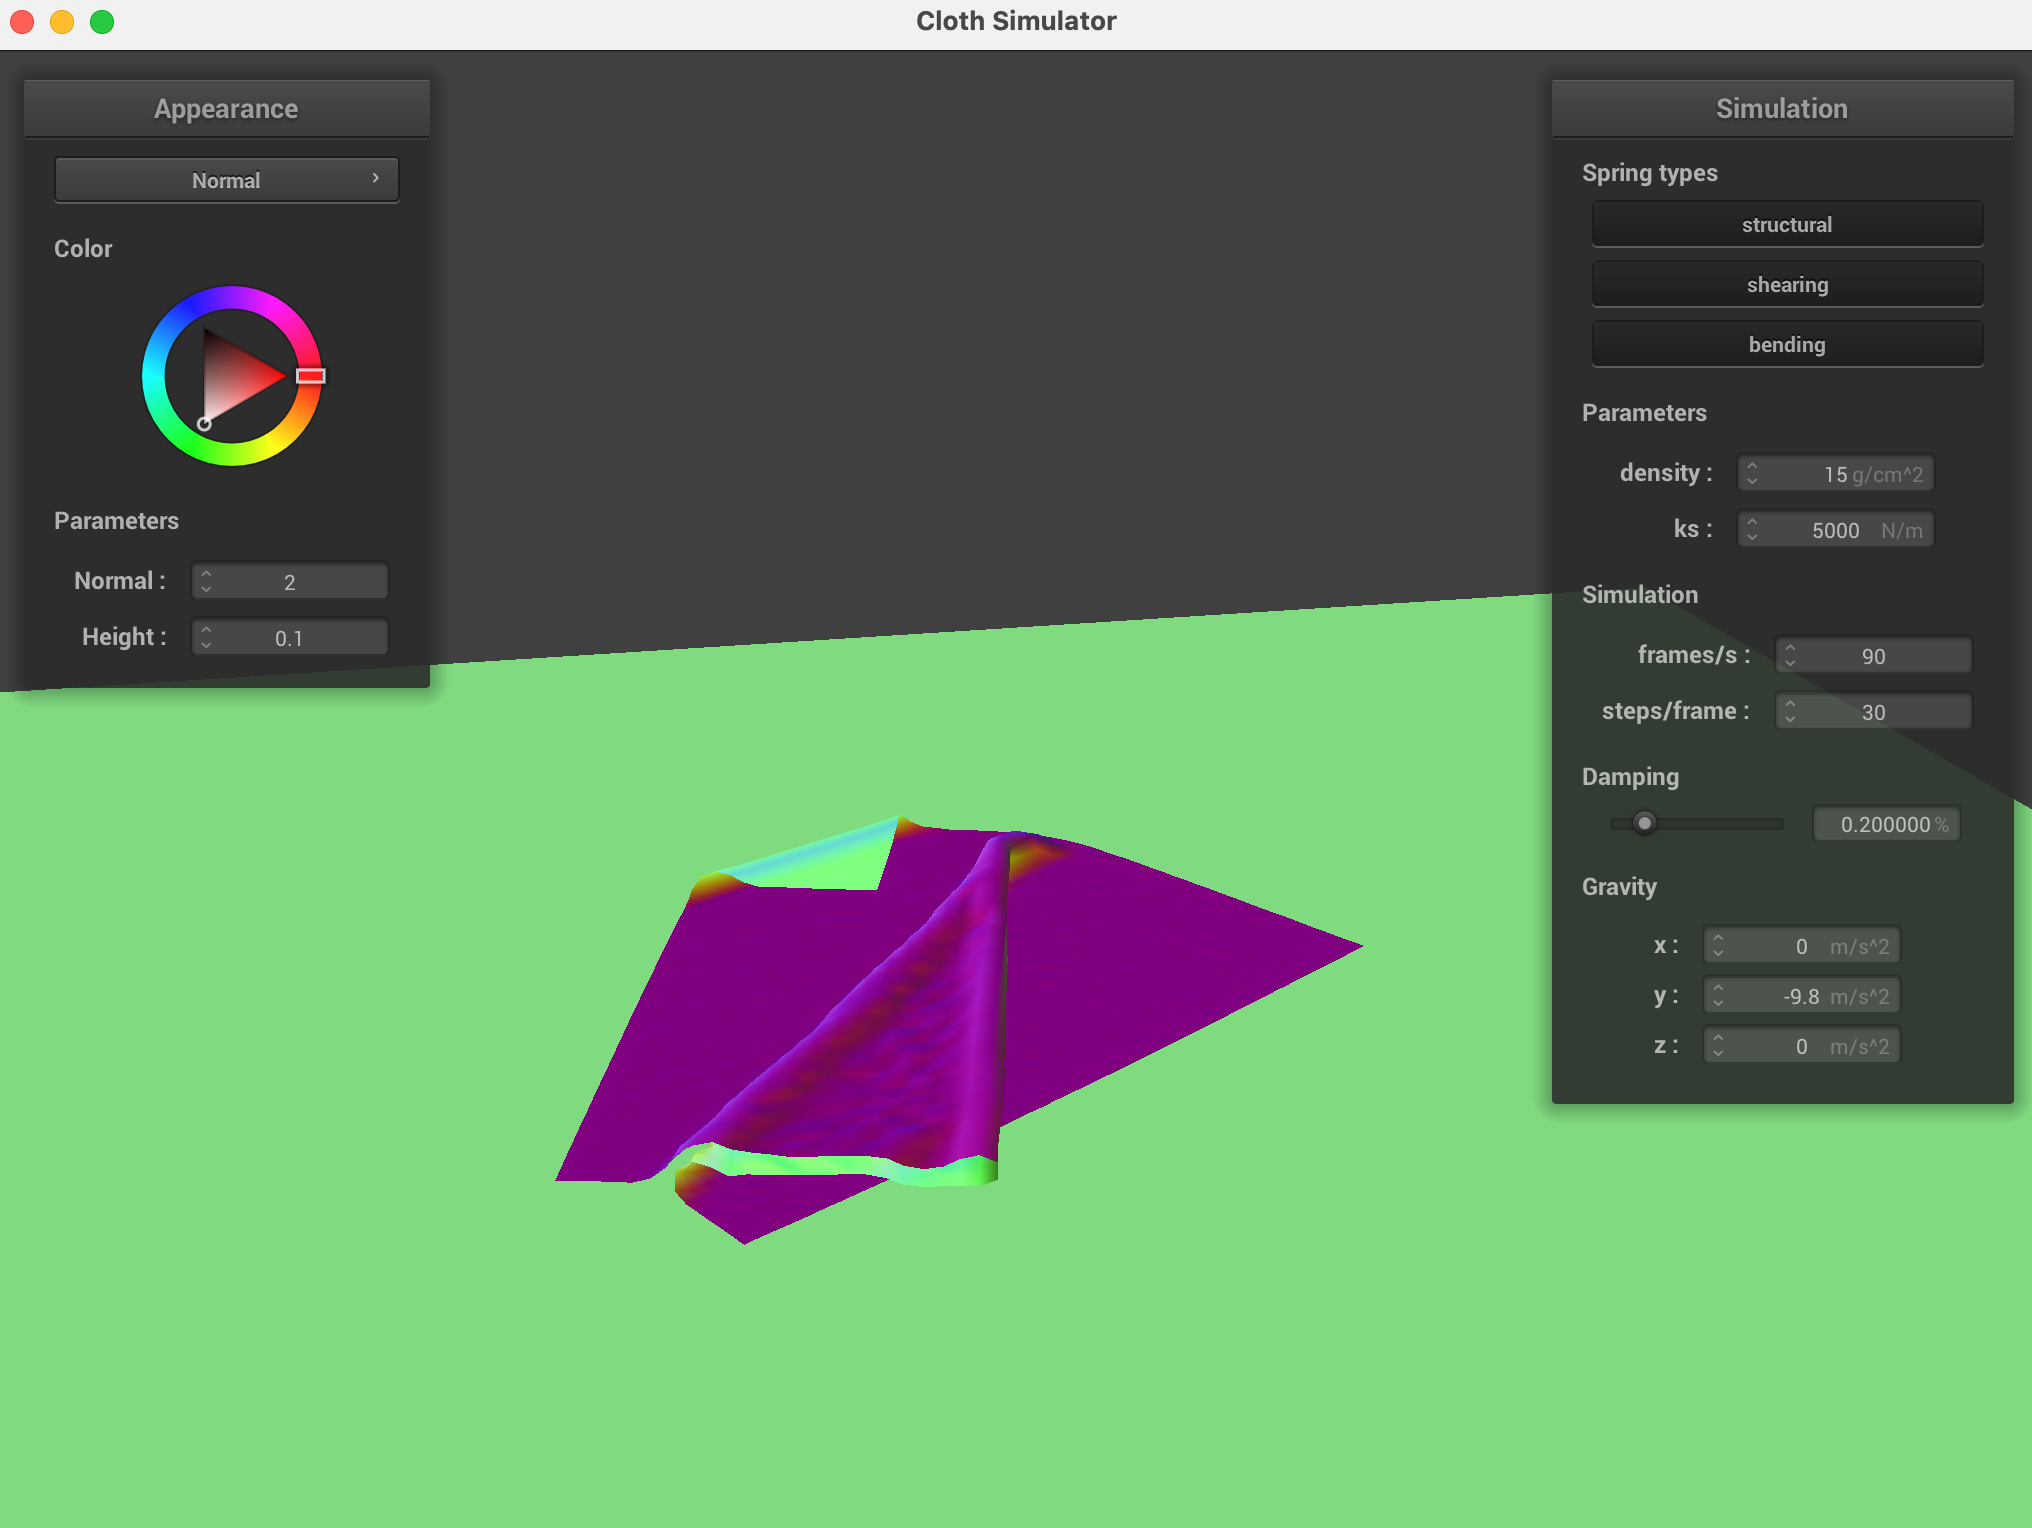 Cloth Simulator
Appearance
Normal
Color
Parameters
Normal : 2
Height : 0.1
Simulation
Spring types
structural
shearing
bending
Parameters
density : 15 g/cm^2
ks : 5000 N/m
Simulation
frames/s : 90
steps/frame : 30
Damping
0.200000 %
Gravity
x : 0 m/s^2
y : -9.8 m/s^2
z : 0 m/s^2